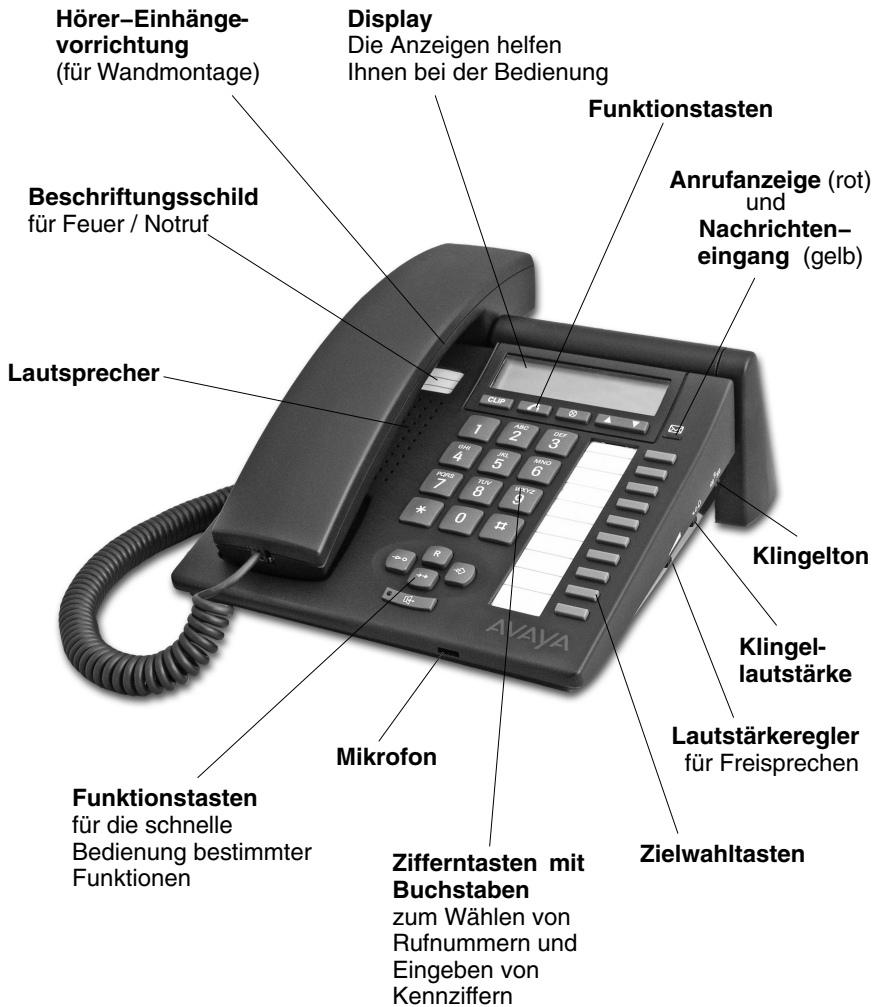 Hörer–Einhänge-
vorrichtung
(für Wandmontage)
Display
Die Anzeigen helfen
Ihnen bei der Bedienung
Funktionstasten
Anrufanzeige (rot)
und
Nachrichten–
eingang (gelb)
Beschriftungsschild
für Feuer / Notruf
Lautsprecher
CLIP
1
ABC
2
DEF
3
GHI
4
JKL
5
MNO
6
PQRS
7
TUV
8
WXYZ
9
*
0
#
R
AVAYA
Klingelton
Klingel-
lautstärke
Lautstärkeregler
für Freisprechen
Mikrofon
Funktionstasten
für die schnelle
Bedienung bestimmter
Funktionen
Zifferntasten mit
Buchstaben
zum Wählen von
Rufnummern und
Eingeben von
Kennziffern
Zielwahltasten